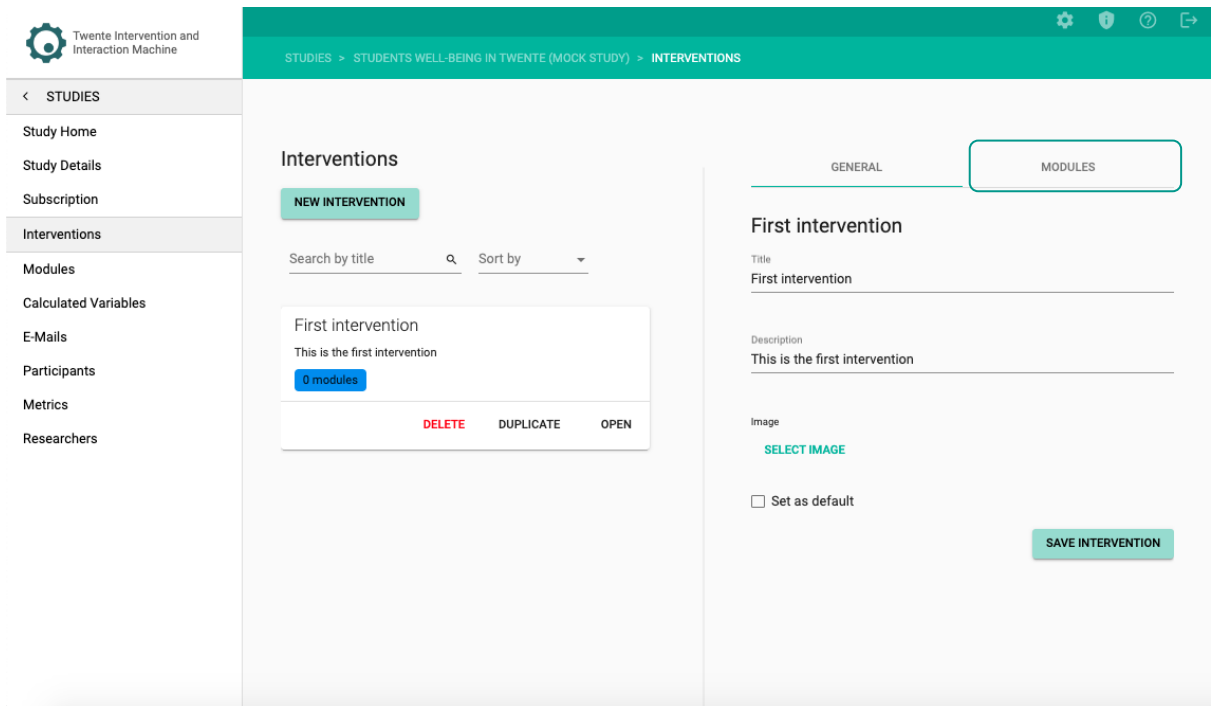 Twente Intervention and
Interaction Machine
STUDIES > STUDENTS WELL-BEING IN TWENTE (MOCK STUDY) > INTERVENTIONS
< STUDIES
Study Home
Study Details
Subscription
Interventions
Modules
Calculated Variables
E-Mails
Participants
Metrics
Researchers
Interventions
NEW INTERVENTION
Search by title
Sort by
First intervention
This is the first intervention
0 modules
DELETE DUPLICATE OPEN
GENERAL MODULES
First intervention
Title
First intervention
Description
This is the first intervention
Image
SELECT IMAGE
Set as default
SAVE INTERVENTION